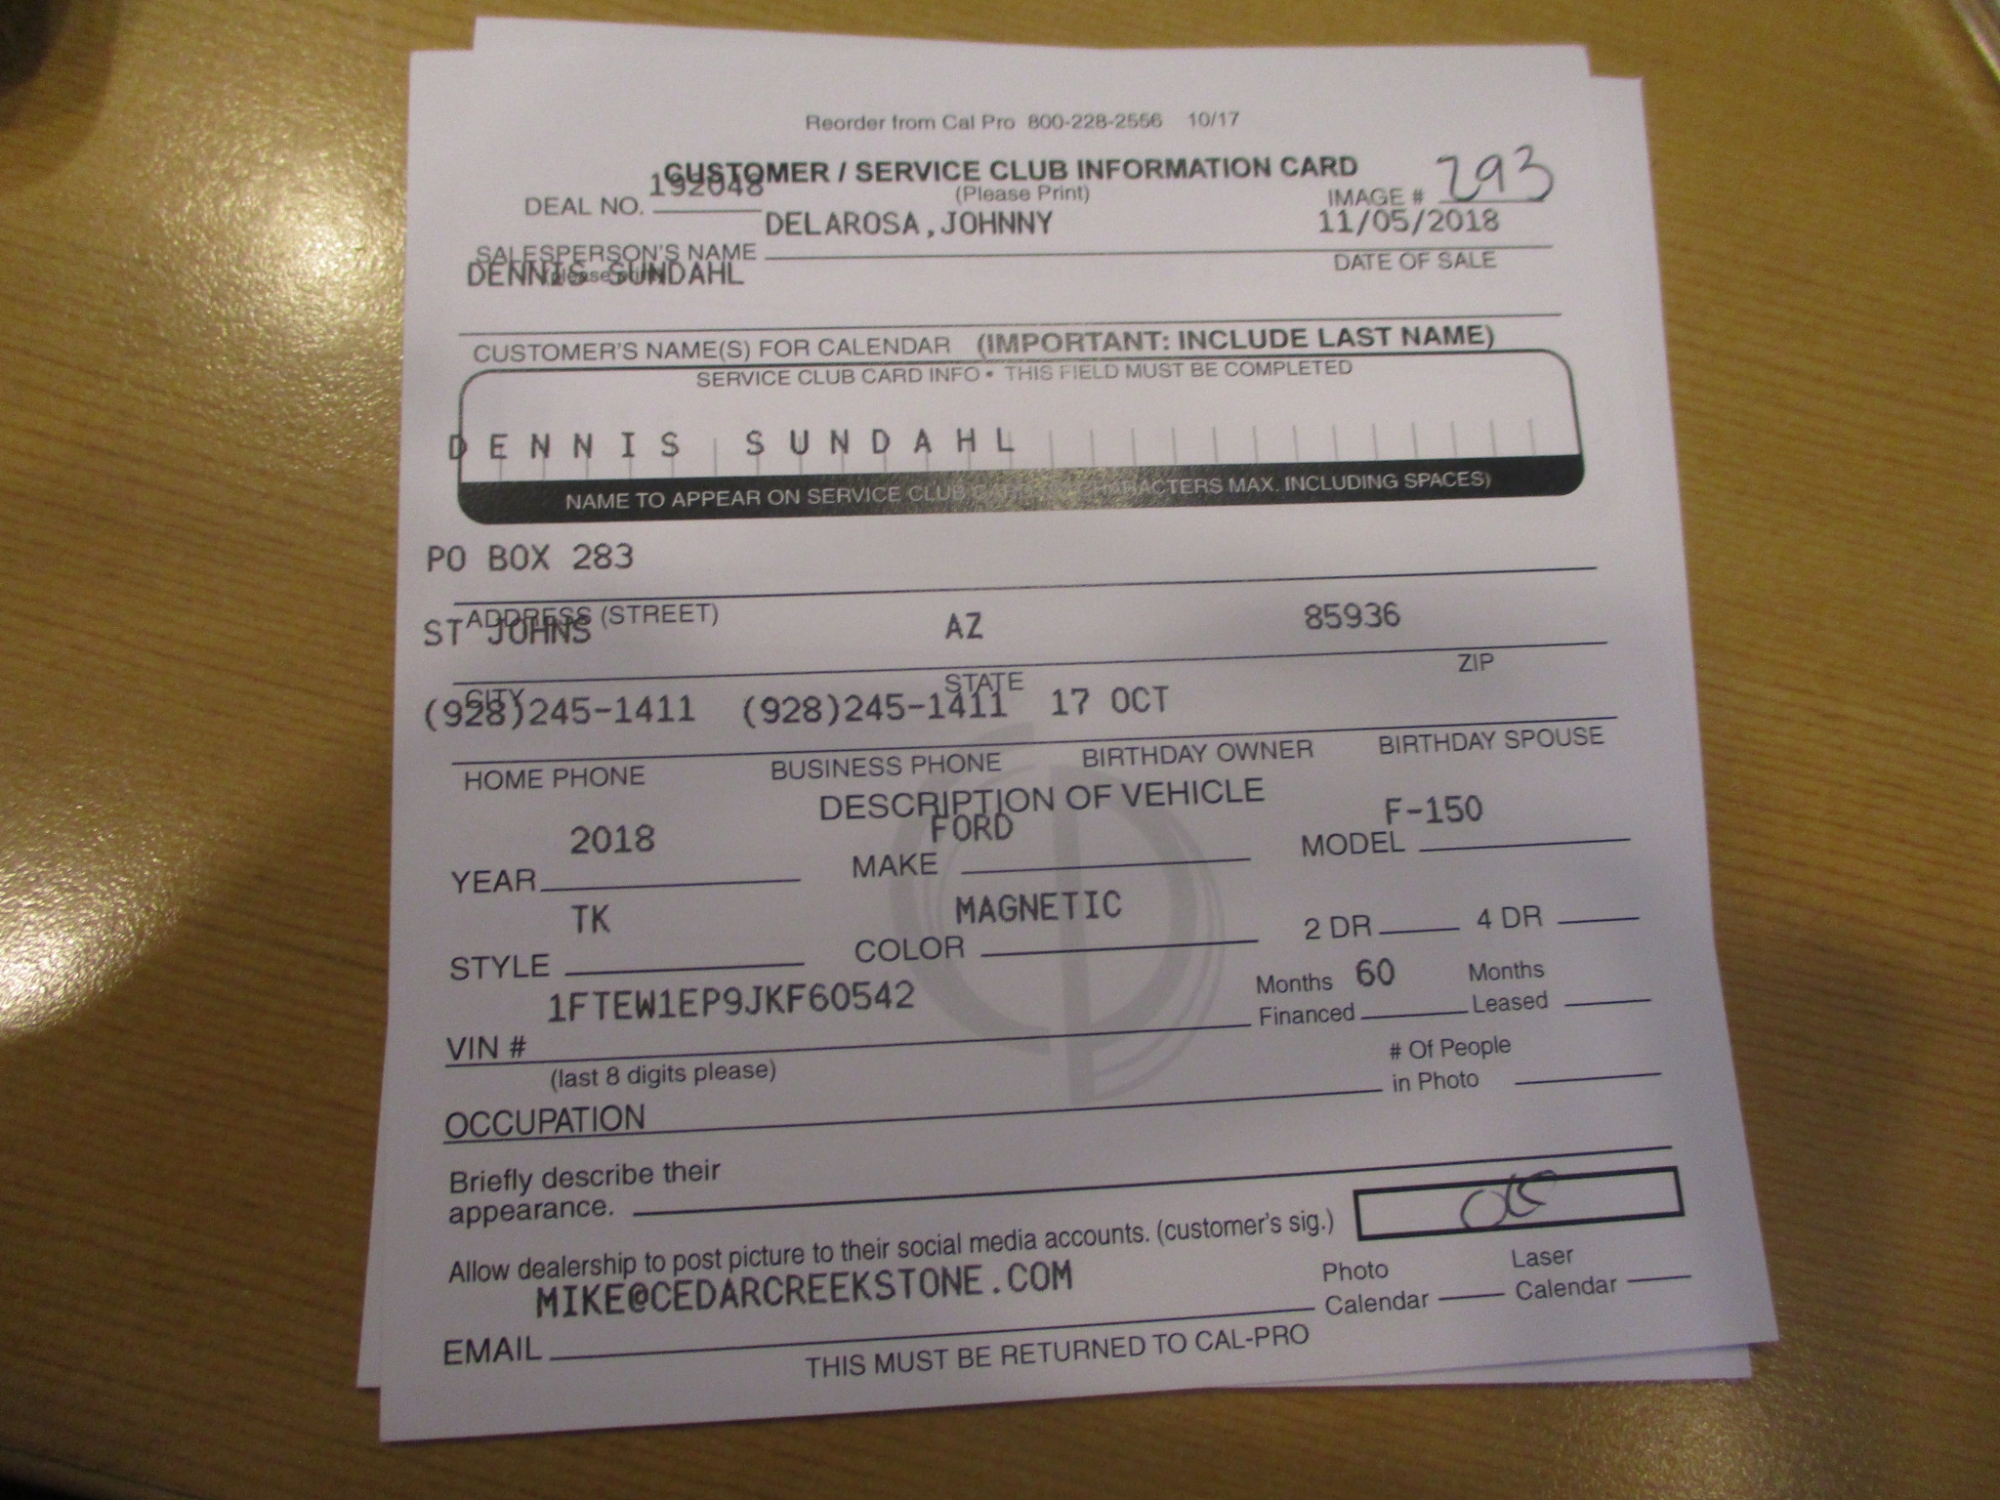 Reorder from Cal Pro 800-228-2556 10/17
CUSTOMER / SERVICE CLUB INFORMATION CARD
(Please Print)
DEAL NO. 192048
IMAGE # 293
DELAROSA,JOHNNY 11/05/2018
SALESPERSON'S NAME DATE OF SALE
(please print)
DENNIS SUNDAHL
CUSTOMER'S NAME(S) FOR CALENDAR (IMPORTANT: INCLUDE LAST NAME)
SERVICE CLUB CARD INFO • THIS FIELD MUST BE COMPLETED
DENNIS SUNDAHL
NAME TO APPEAR ON SERVICE CLUB CHARACTERS MAX. INCLUDING SPACES)
PO BOX 283
ADDRESS (STREET)
ST JOHNS AZ 85936
CITY STATE ZIP
(928)245-1411 (928)245-1411 17 OCT
HOME PHONE BUSINESS PHONE BIRTHDAY OWNER BIRTHDAY SPOUSE
DESCRIPTION OF VEHICLE
YEAR 2018 MAKE FORD MODEL F-150
STYLE TK COLOR MAGNETIC 2 DR 4 DR
VIN # 1FTEW1EP9JKF60542 Months Financed 60 Months Leased
(last 8 digits please)
OCCUPATION # Of People in Photo
Briefly describe their
appearance.
Allow dealership to post picture to their social media accounts. (customer's sig.)
EMAIL MIKE@CEDARCREEKSTONE.COM Photo Calendar Laser Calendar
THIS MUST BE RETURNED TO CAL-PRO